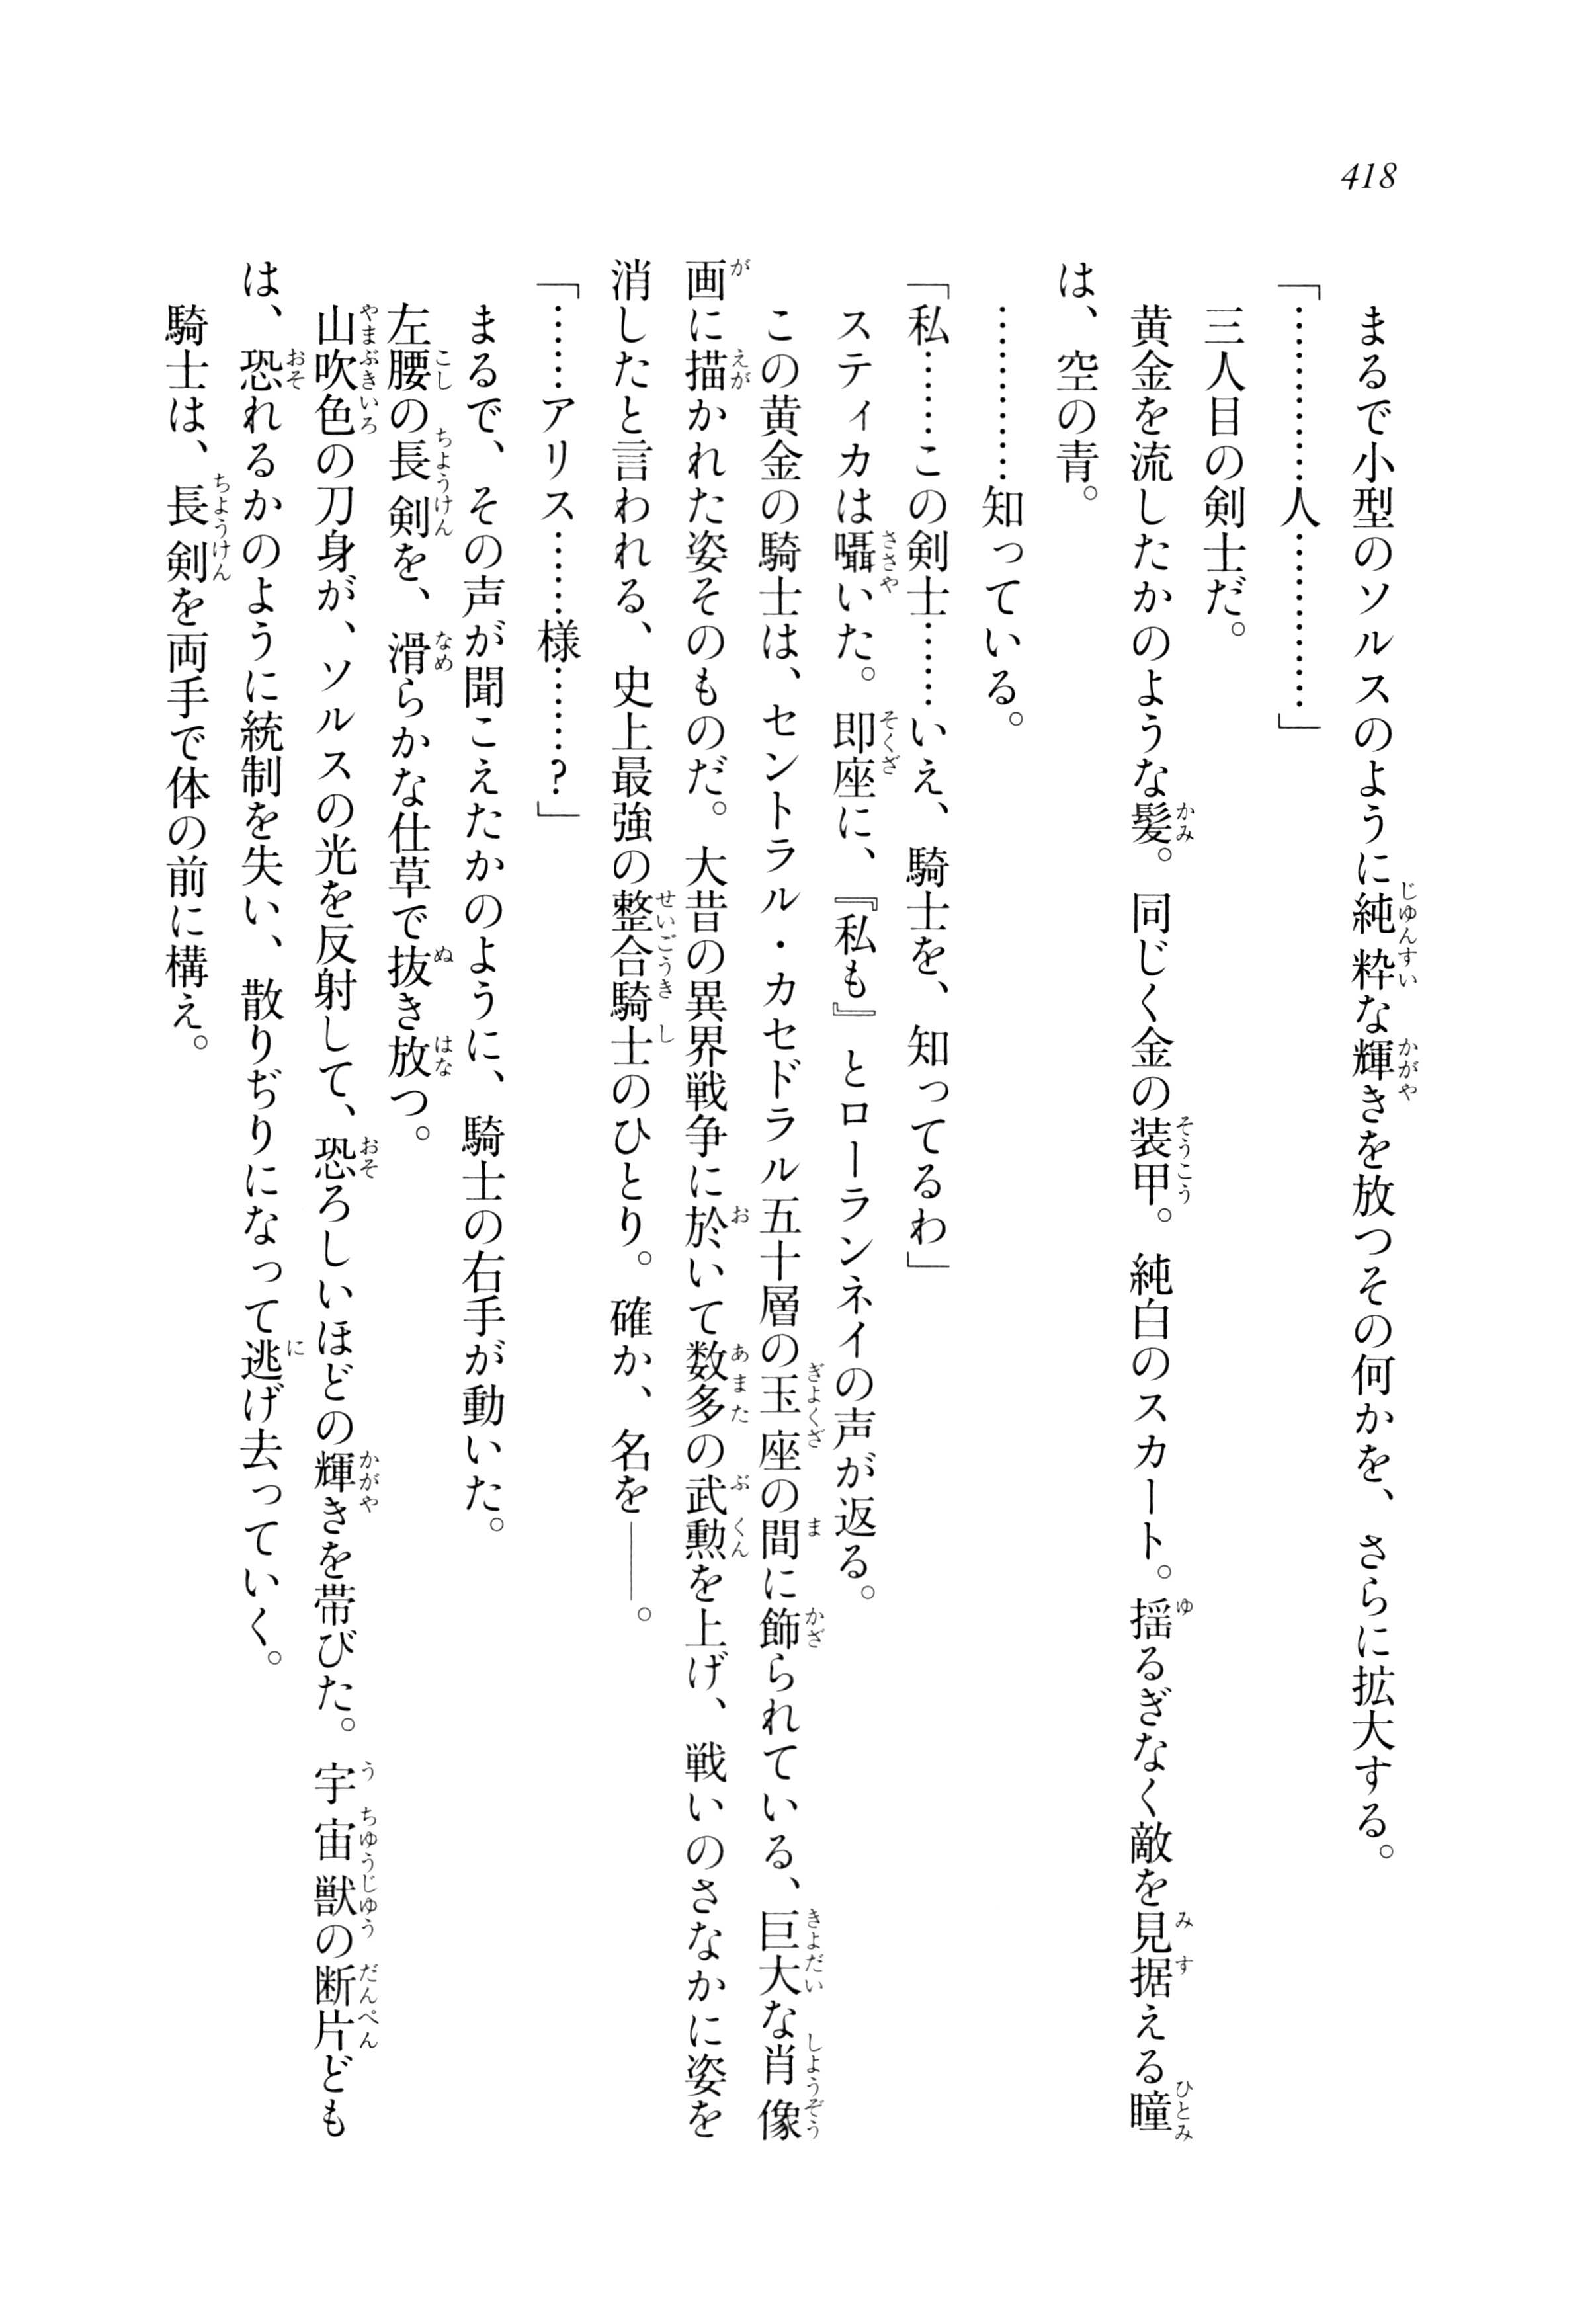 418
まるで小型のソルスのように純粋な輝きを放つその何かを、さらに拡大する。
「……………人……………」
三人目の剣士だ。
黄金を流したかのような髪。同じく金の装甲。純白のスカート。揺るぎなく敵を見据える瞳
は、空の青。
……………知っている。
「私………この剣士………いえ、騎士を、知ってるわ」
スティカは囁いた。即座に、『私も』とローランネイの声が返る。
この黄金の騎士は、セントラル・カセドラル五十層の玉座の間に飾られている、巨大な肖像
画に描かれた姿そのものだ。大昔の異界戦争に於いて数多の武勲を上げ、戦いのさなかに姿を
消したと言われる、史上最強の整合騎士のひとり。確か、名を――。
「………アリス………様………?」
まるで、その声が聞こえたかのように、騎士の右手が動いた。
左腰の長剣を、滑らかな仕草で抜き放つ。
山吹色の刀身が、ソルスの光を反射して、恐ろしいほどの輝きを帯びた。宇宙獣の断片ども
は、恐れるかのように統制を失い、散りぢりになって逃げ去っていく。
騎士は、長剣を両手で体の前に構え。